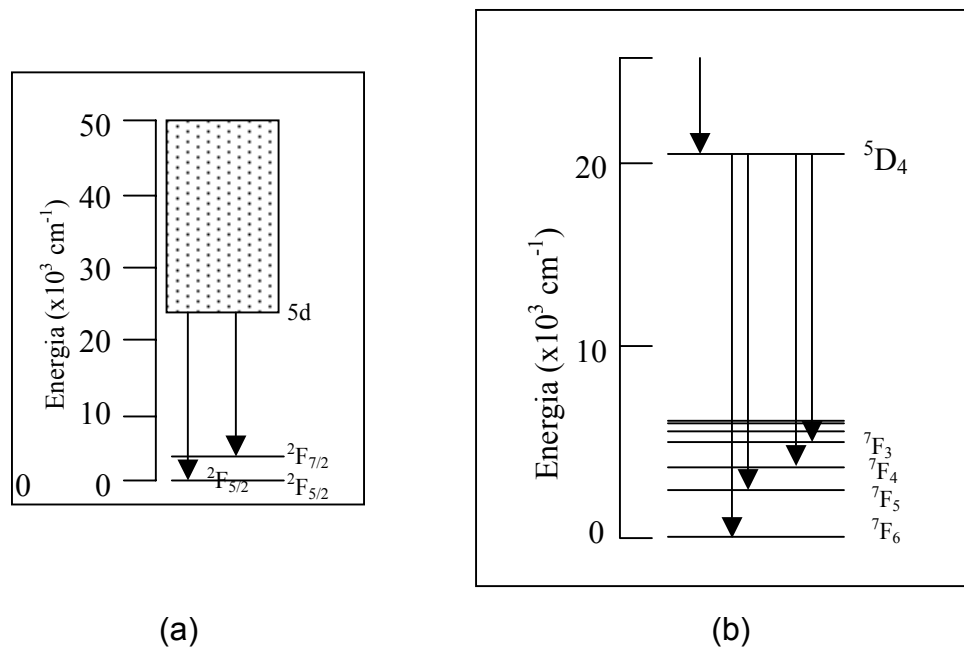 50
40
30
20
10
0
0
Energia (x10³ cm⁻¹)
5d
²F₇/₂
²F₅/₂
²F₅/₂
(a)
20
10
0
Energia (x10³ cm⁻¹)
⁵D₄
⁷F₃
⁷F₄
⁷F₅
⁷F₆
(b)